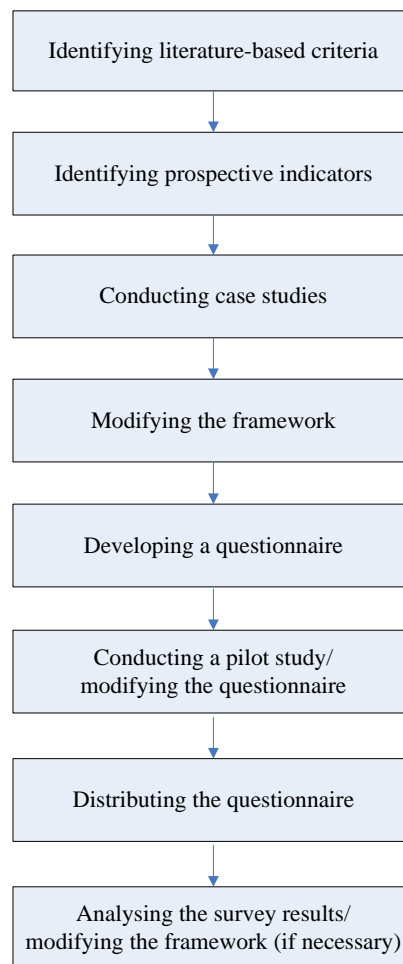 Identifying literature-based criteria
Identifying prospective indicators
Conducting case studies
Modifying the framework
Developing a questionnaire
Conducting a pilot study/
modifying the questionnaire
Distributing the questionnaire
Analysing the survey results/
modifying the framework (if necessary)